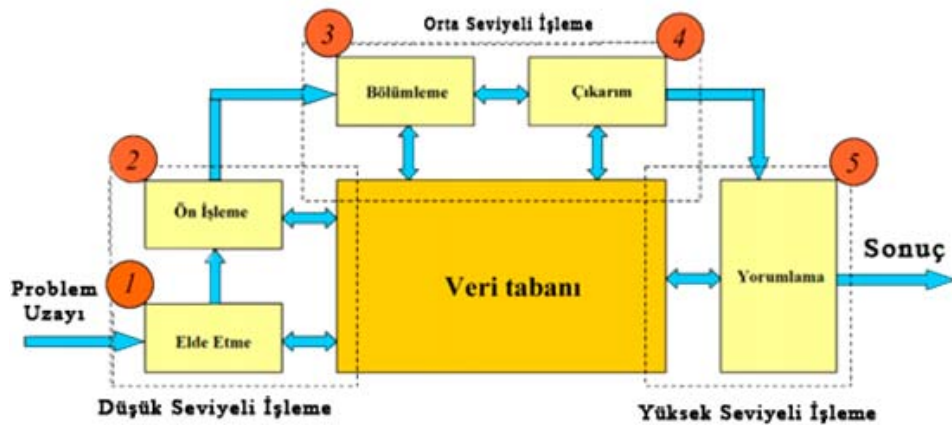 Orta Seviyeli İşleme
3
4
Bölümleme
Çıkarım
2
5
Ön İşleme
Sonuç
1
Veri tabanı
Yorumlama
Problem
Uzayı
Elde Etme
Düşük Seviyeli İşleme
Yüksek Seviyeli İşleme